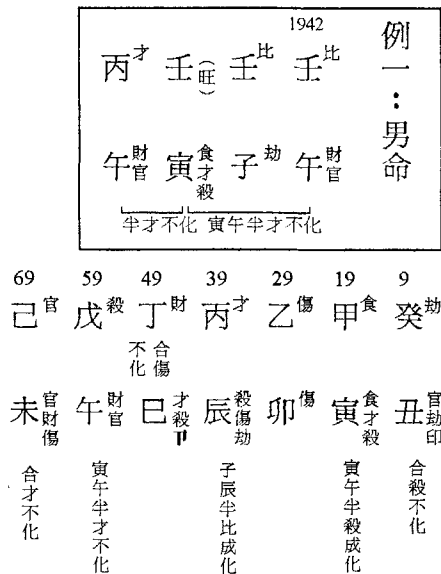 例一：男命
1942
壬比
午財官
壬比
子劫
壬（旺）
寅食才殺
丙才
午財官
寅午半才不化
半才不化
9
癸劫
丑官劫印
合殺不化
19
甲食
寅食才殺
寅午半殺成化
29
乙傷
卯傷
39
丙才
辰殺傷劫
子辰半比成化
49
丁財
合傷
不化
巳才殺卩
59
戊殺
午財官
寅午半才不化
69
己官
未官財傷
合才不化